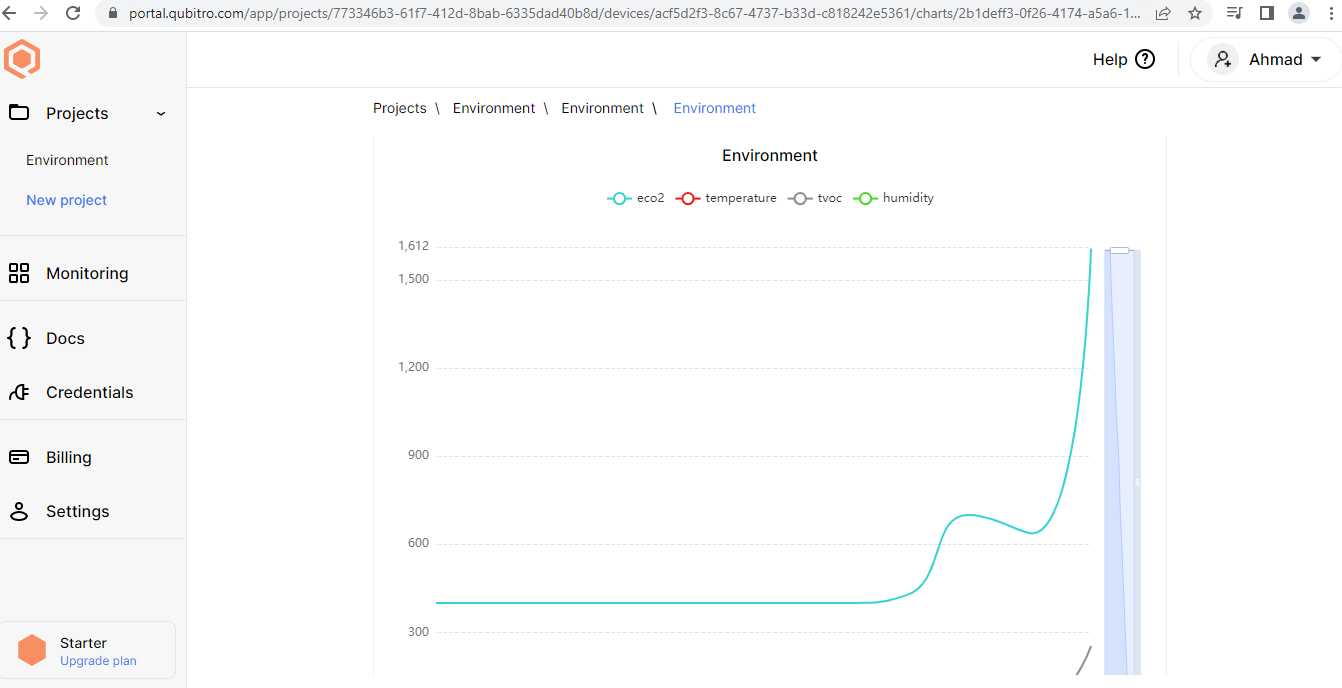 portal.qubitro.com/app/projects/773346b3-61f7-412d-8bab-6335dad40b8d/devices/acf5d2f3-8c67-4737-b33d-c818242e5361/charts/2b1deff3-0f26-4174-a5a6-1...
Help ? Ahmad
Projects
Environment
New project
Monitoring
{ } Docs
Credentials
Billing
Settings
Starter
Upgrade plan
Projects \ Environment \ Environment \ Environment
Environment
eco2 temperature tvoc humidity
1,612
1,500
1,200
900
600
300